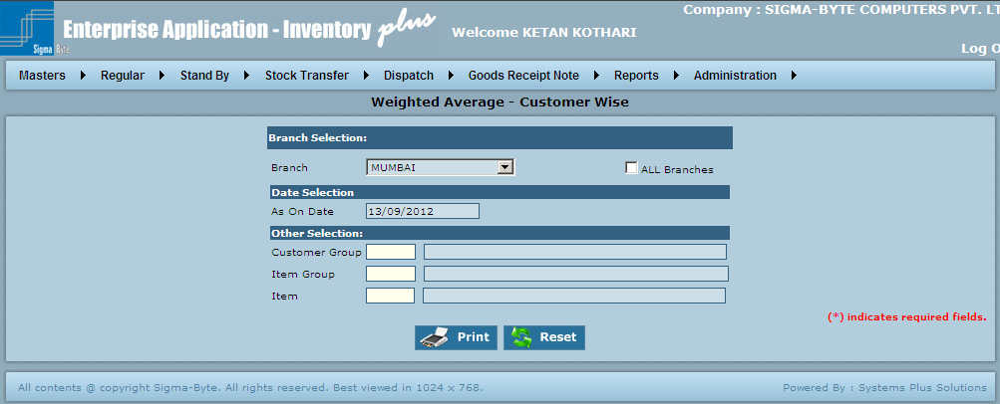 Company : SIGMA-BYTE COMPUTERS PVT. LT
Enterprise Application - Inventory plus
Welcome KETAN KOTHARI
Sigma Byte
Log O
Masters Regular Stand By Stock Transfer Dispatch Goods Receipt Note Reports Administration
Weighted Average - Customer Wise
Branch Selection:
Branch MUMBAI ALL Branches
Date Selection
As On Date 13/09/2012
Other Selection:
Customer Group
Item Group
Item
(*) indicates required fields.
Print Reset
All contents @ copyright Sigma-Byte. All rights reserved. Best viewed in 1024 x 768. Powered By : Systems Plus Solutions